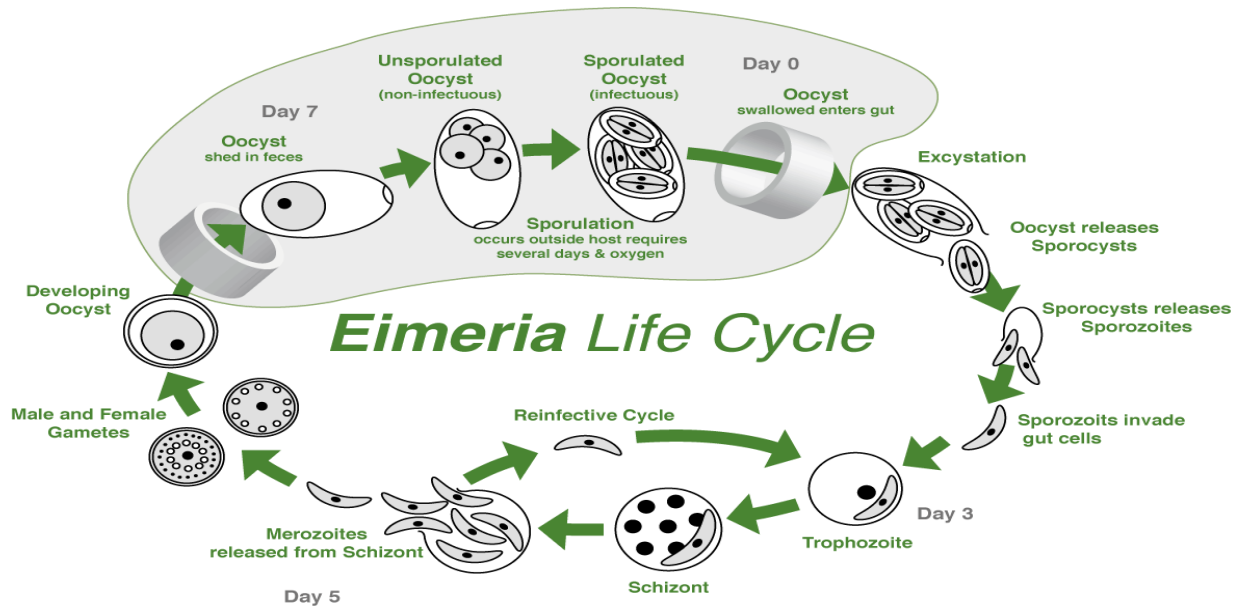 Day 7
Oocyst
shed in feces
Unsporulated
Oocyst
(non-infectuous)
Sporulated
Oocyst
(infectuous)
Day 0
Oocyst
swallowed enters gut
Sporulation
occurs outside host requires
several days & oxygen
Excystation
Oocyst releases
Sporocysts
Sporocysts releases
Sporozoites
Sporozoits invade
gut cells
Day 3
Trophozoite
Schizont
Reinfective Cycle
Merozoites
released from Schizont
Day 5
Male and Female
Gametes
Developing
Oocyst
Eimeria Life Cycle